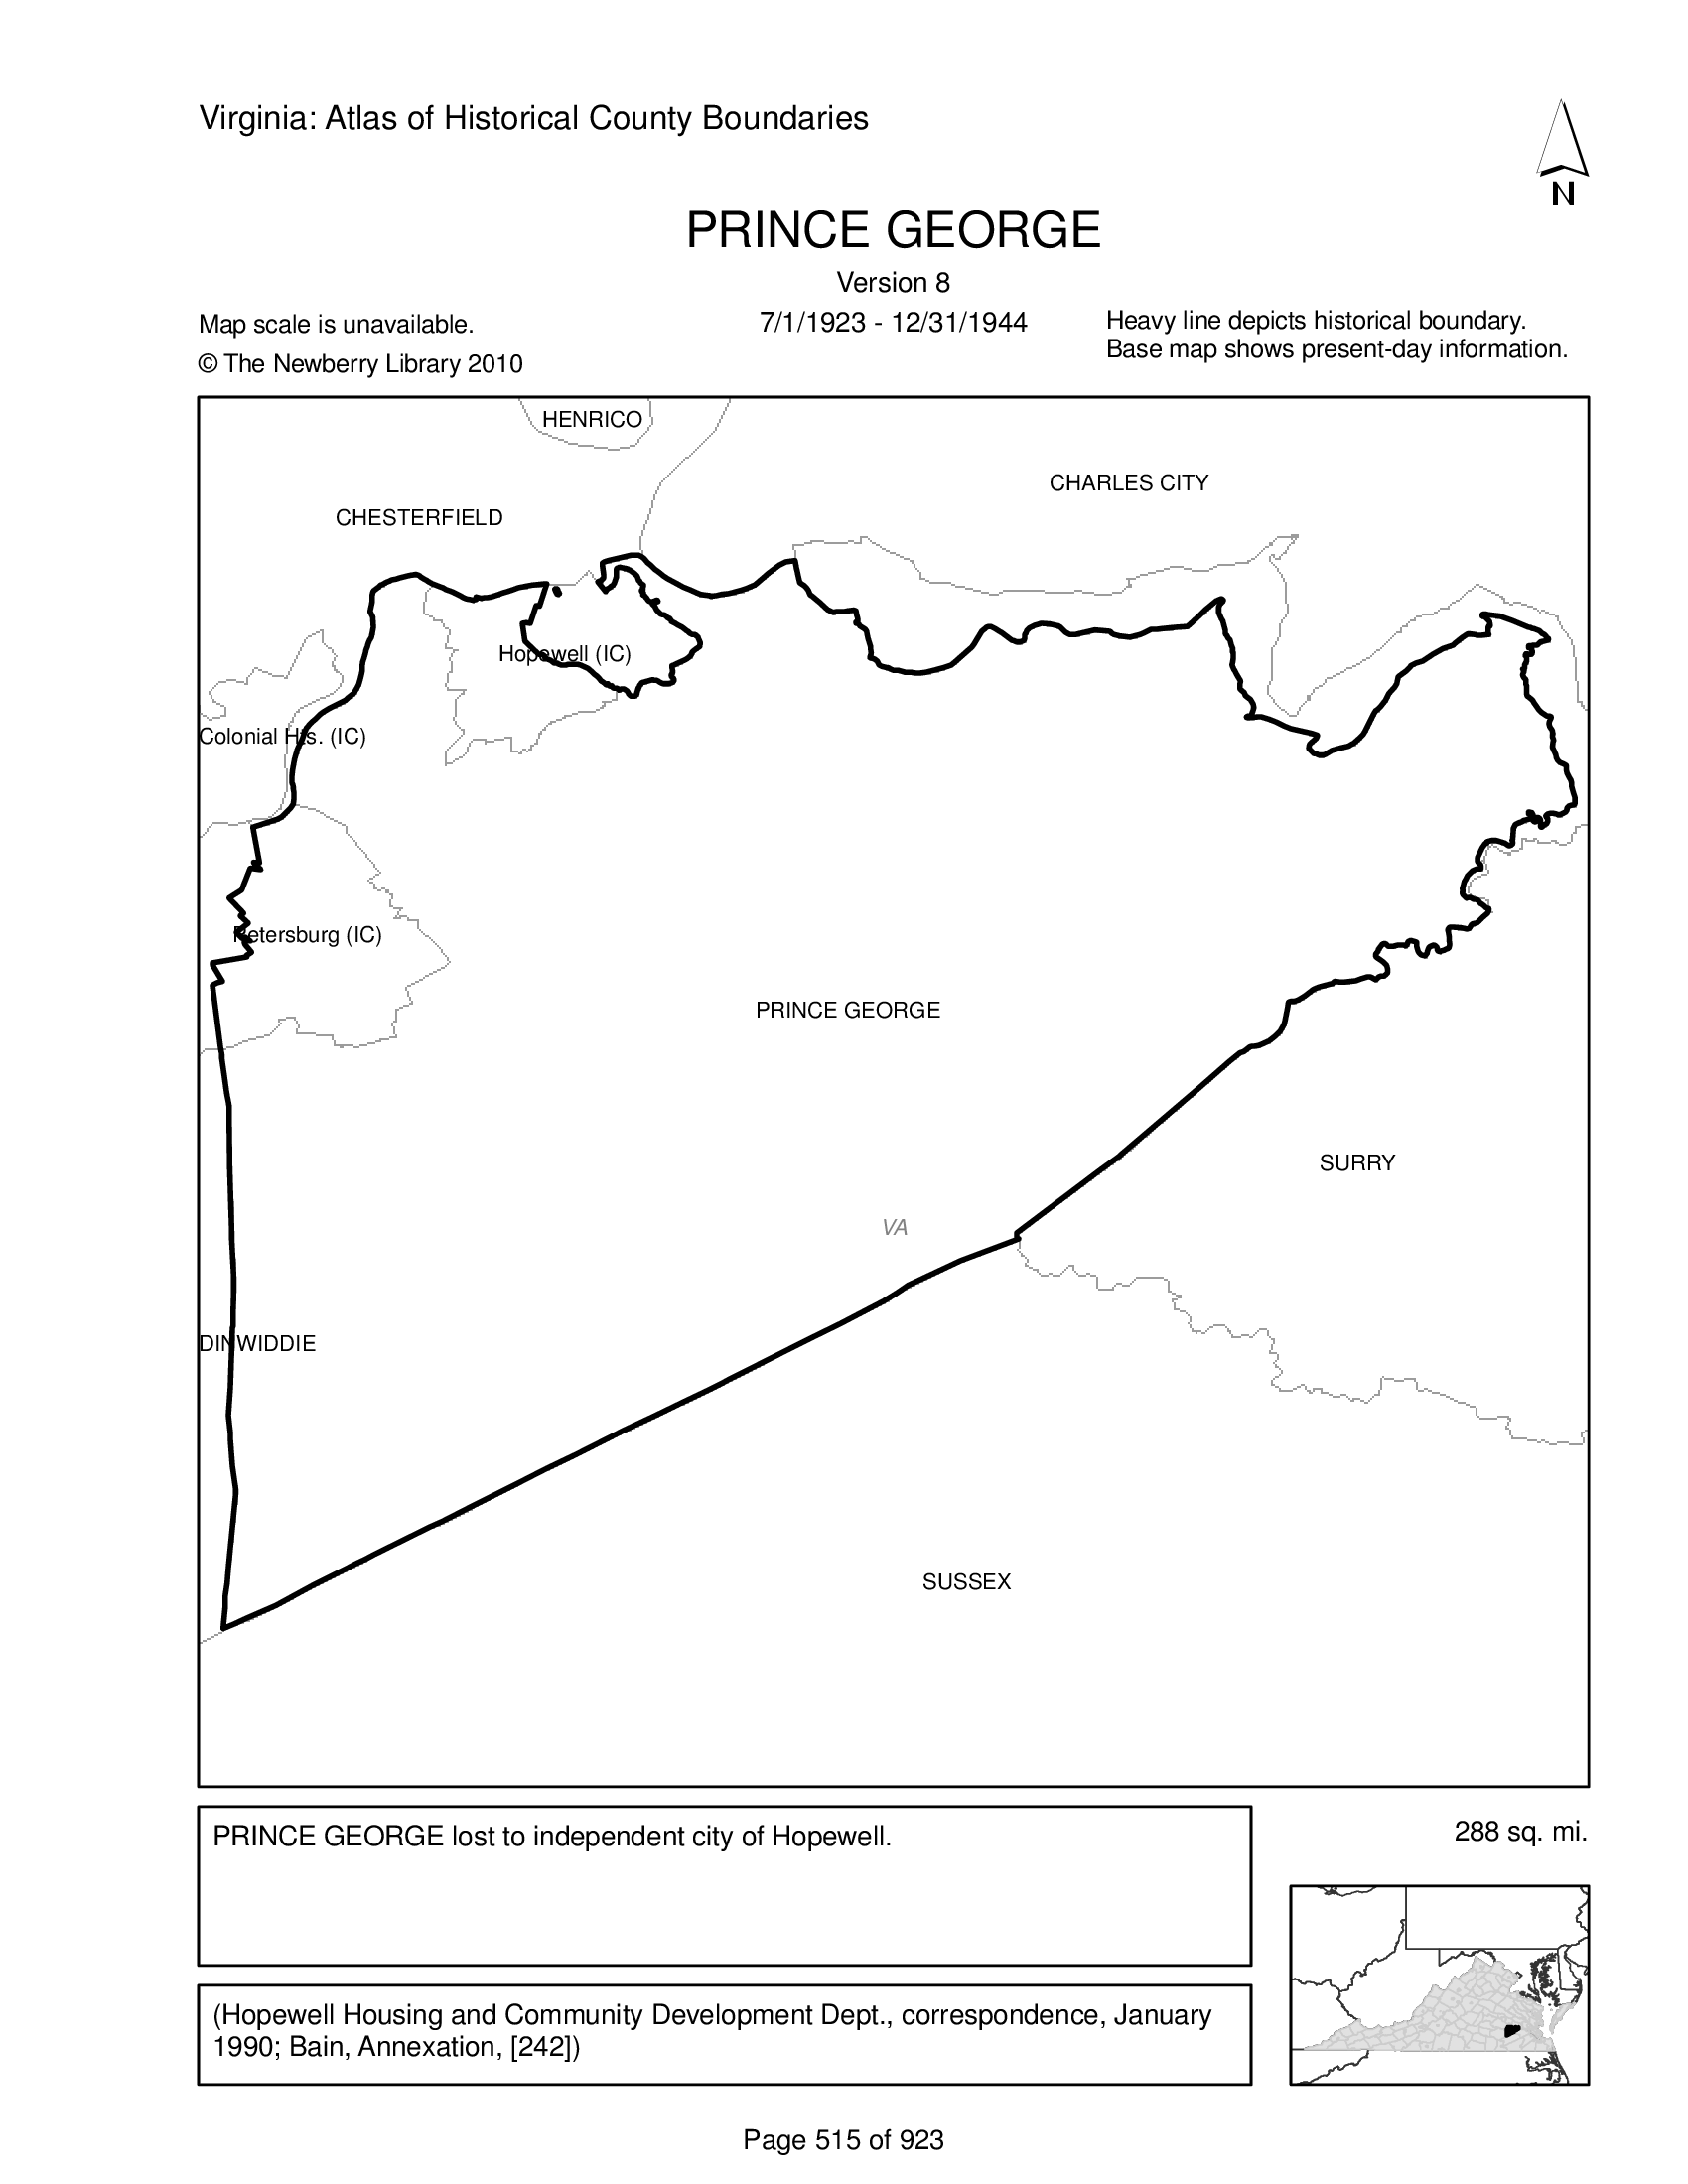 Virginia: Atlas of Historical County Boundaries
N
PRINCE GEORGE
Version 8
7/1/1923 - 12/31/1944
Map scale is unavailable.
© The Newberry Library 2010
Heavy line depicts historical boundary.
Base map shows present-day information.
HENRICO
CHARLES CITY
CHESTERFIELD
Hopewell (IC)
Colonial Hts. (IC)
Petersburg (IC)
PRINCE GEORGE
SURRY
VA
DINWIDDIE
SUSSEX
PRINCE GEORGE lost to independent city of Hopewell.
288 sq. mi.
(Hopewell Housing and Community Development Dept., correspondence, January
1990; Bain, Annexation, [242])
Page 515 of 923